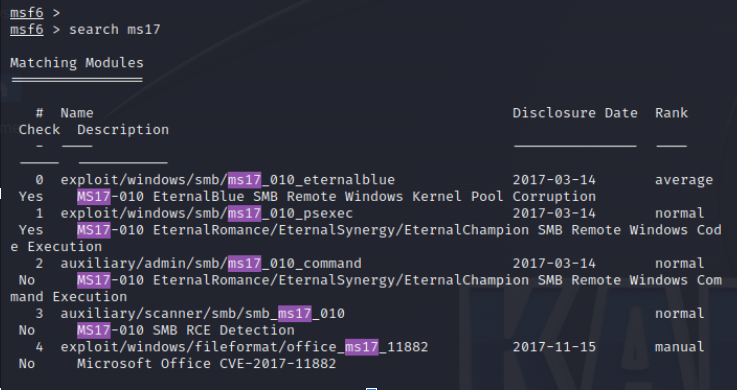 msf6 >
msf6 > search ms17
Matching Modules
================
# Name Disclosure Date Rank
Check Description
- ---- --------------- ----
----- -----------
0 exploit/windows/smb/ms17_010_eternalblue 2017-03-14 average
Yes MS17-010 EternalBlue SMB Remote Windows Kernel Pool Corruption
1 exploit/windows/smb/ms17_010_psexec 2017-03-14 normal
Yes MS17-010 EternalRomance/EternalSynergy/EternalChampion SMB Remote Windows Cod
e Execution
2 auxiliary/admin/smb/ms17_010_command 2017-03-14 normal
No MS17-010 EternalRomance/EternalSynergy/EternalChampion SMB Remote Windows Com
mand Execution
3 auxiliary/scanner/smb/smb_ms17_010 normal
No MS17-010 SMB RCE Detection
4 exploit/windows/fileformat/office_ms17_11882 2017-11-15 manual
No Microsoft Office CVE-2017-11882